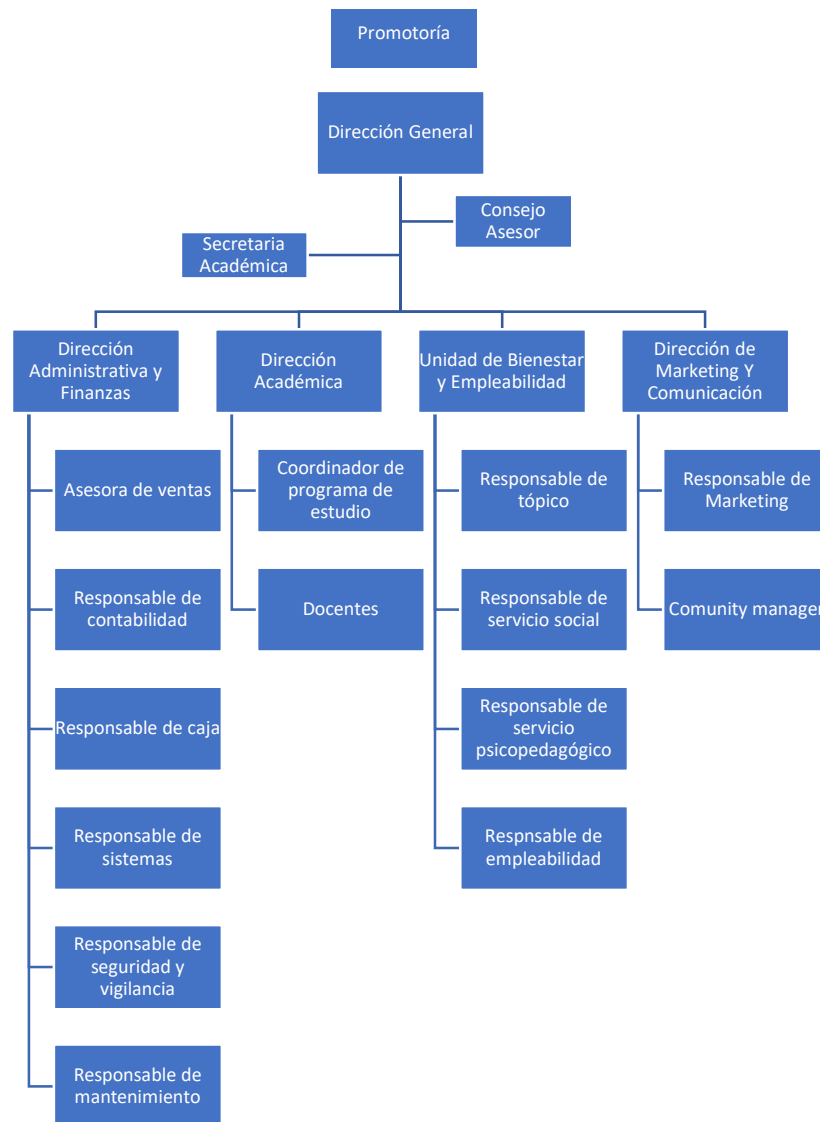 Promotoría
Dirección General
Consejo
Asesor
Secretaria
Académica
Dirección
Administrativa y
Finanzas
Dirección
Académica
Unidad de Bienestar
y Empleabilidad
Dirección de
Marketing Y
Comunicación
Asesora de ventas
Coordinador de
programa de
estudio
Responsable de
tópico
Responsable de
Marketing
Responsable de
contabilidad
Docentes
Responsable de
servicio social
Comunity manager
Responsable de caja
Responsable de
servicio
psicopedagógico
Responsable de
sistemas
Respnsable de
empleabilidad
Responsable de
seguridad y
vigilancia
Responsable de
mantenimiento